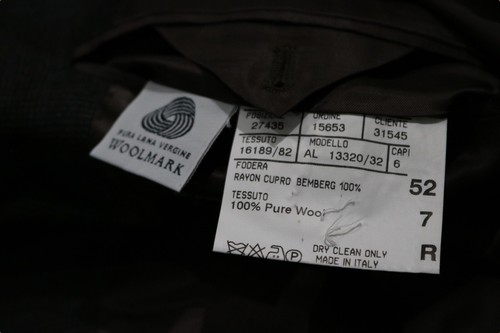 PURA LANA VERGINE
WOOLMARK
ORDINE CLIENTE
27435 15653 31545
TESSUTO MODELLO CAPI
16189/82 AL 13320/32 6
FODERA
RAYON CUPRO BEMBERG 100%
52
TESSUTO
100% Pure Wool
7
R
P
DRY CLEAN ONLY
MADE IN ITALY